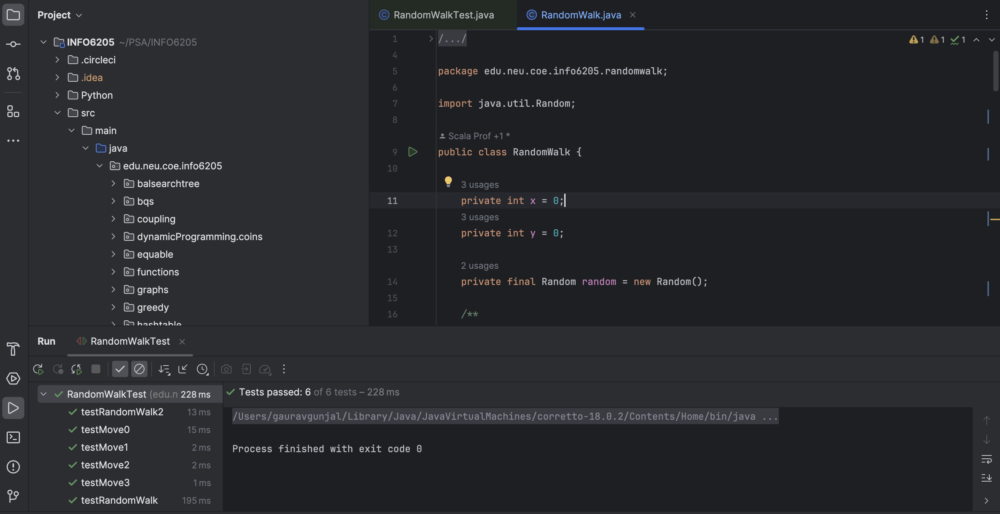 Project
INFO6205 ~/PSA/INFO6205
.circleci
.idea
Python
src
main
java
edu.neu.coe.info6205
balsearchtree
bqs
coupling
dynamicProgramming.coins
equable
functions
graphs
greedy
hashtable
RandomWalkTest.java
RandomWalk.java
1 1 1
1 /.../
4
5 package edu.neu.coe.info6205.randomwalk;
6
7 import java.util.Random;
8
Scala Prof +1 *
9 public class RandomWalk {
10
3 usages
11 private int x = 0;
3 usages
12 private int y = 0;
13
2 usages
14 private final Random random = new Random();
15
16 /**
Run RandomWalkTest
RandomWalkTest (edu.n 228 ms
testRandomWalk2 13 ms
testMove0 15 ms
testMove1 2 ms
testMove2 2 ms
testMove3 1 ms
testRandomWalk 195 ms
Tests passed: 6 of 6 tests – 228 ms
/Users/gauravgunjal/Library/Java/JavaVirtualMachines/corretto-18.0.2/Contents/Home/bin/java ...
Process finished with exit code 0